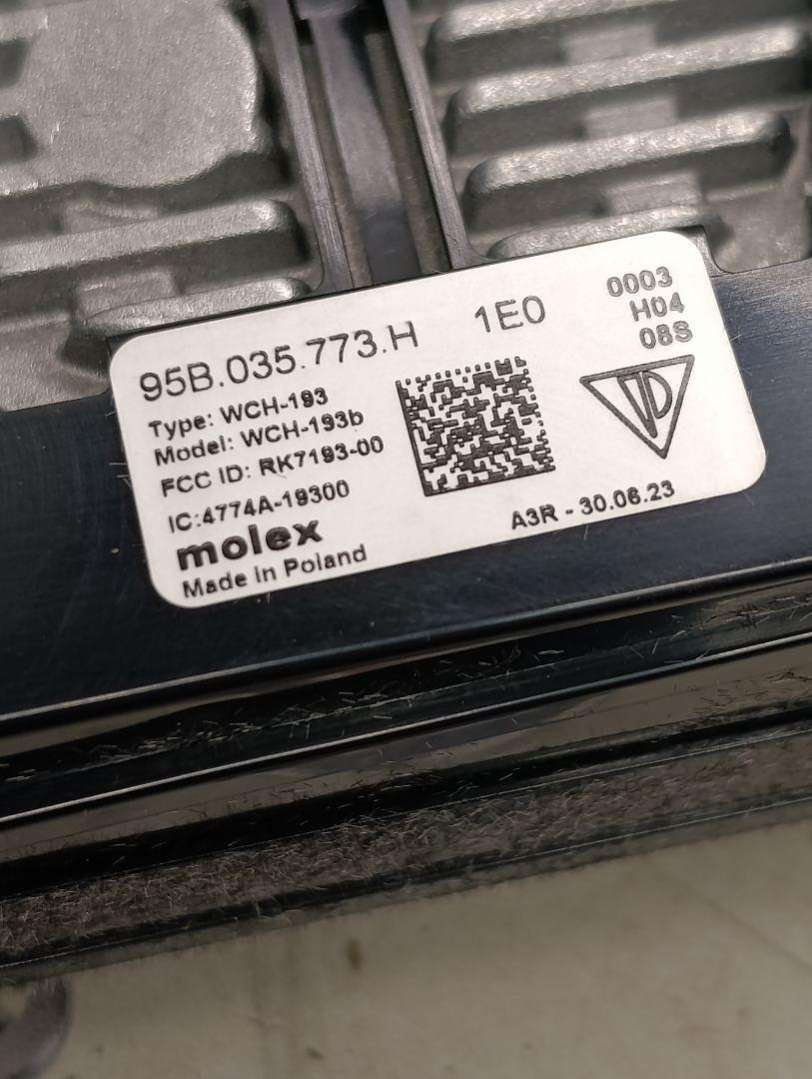 95B.035.773.H 1E0
0003
H04
08S
Type: WCH-193
Model: WCH-193b
FCC ID: RK7193-00
IC:4774A-19300
molex
Made in Poland
A3R - 30.06.23